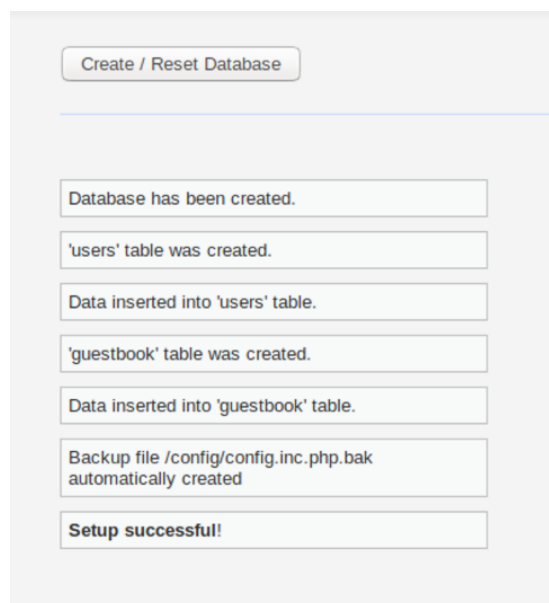 Create / Reset Database
Database has been created.
'users' table was created.
Data inserted into 'users' table.
'guestbook' table was created.
Data inserted into 'guestbook' table.
Backup file /config/config.inc.php.bak
automatically created
Setup successful!